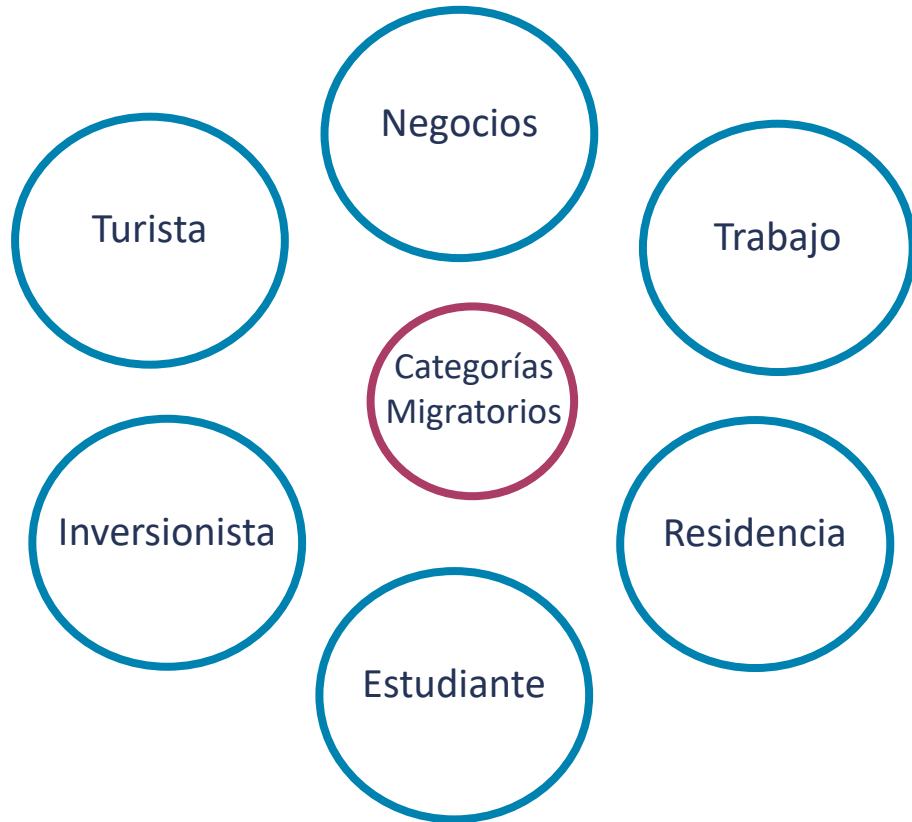 Negocios
Turista
Trabajo
Categorías
Migratorios
Inversionista
Residencia
Estudiante